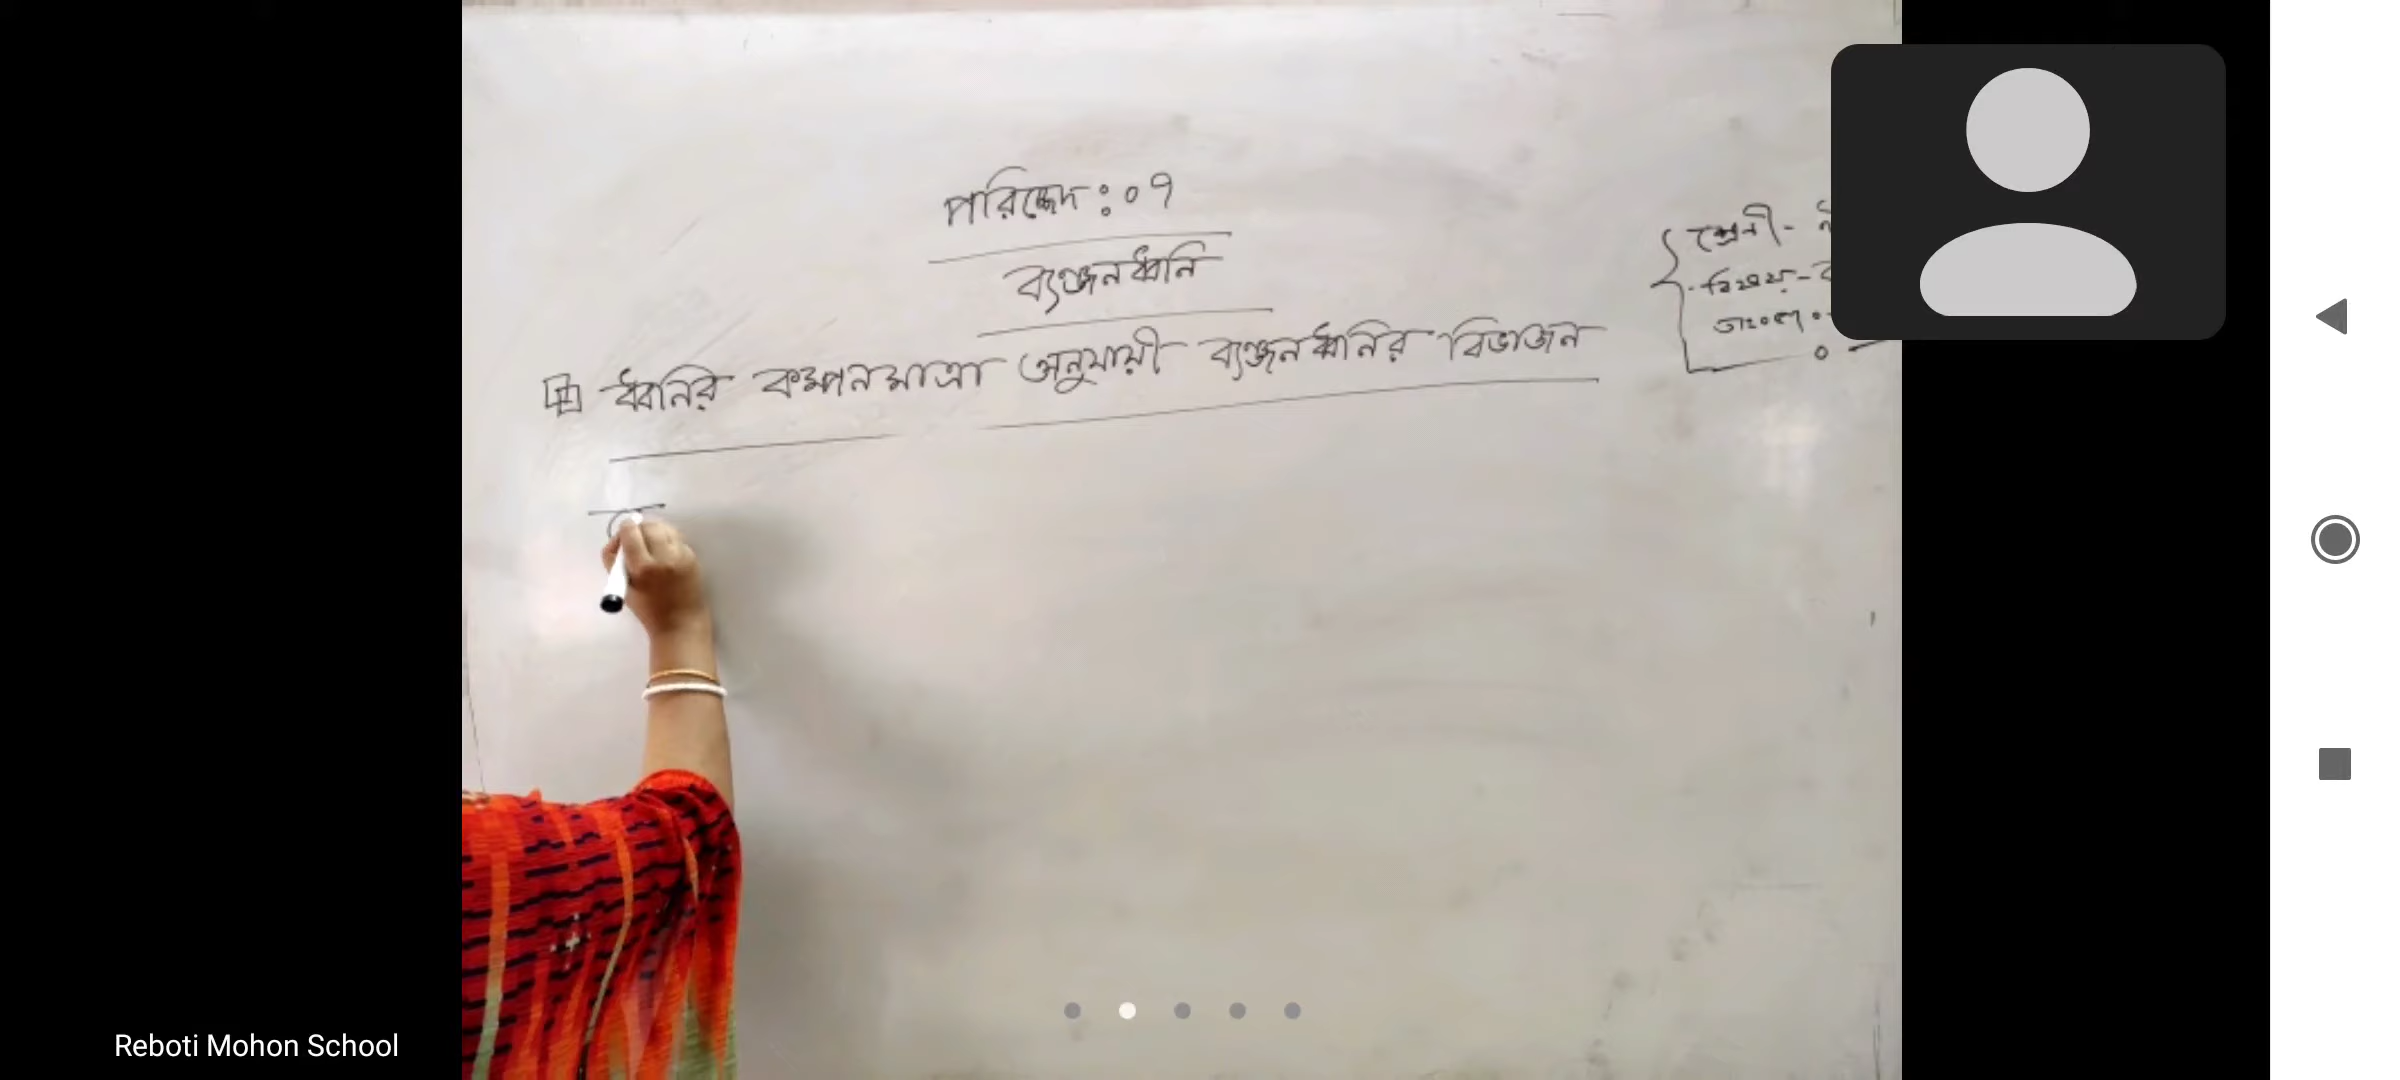 পরিচ্ছেদ : ০৭
ব্যঞ্জনধ্বনি
ধ্বনির কম্পনমাত্রা অনুযায়ী ব্যঞ্জনধ্বনির বিভাজন
শ্রেণী -
বিষয় -
তাং
Reboti Mohon School